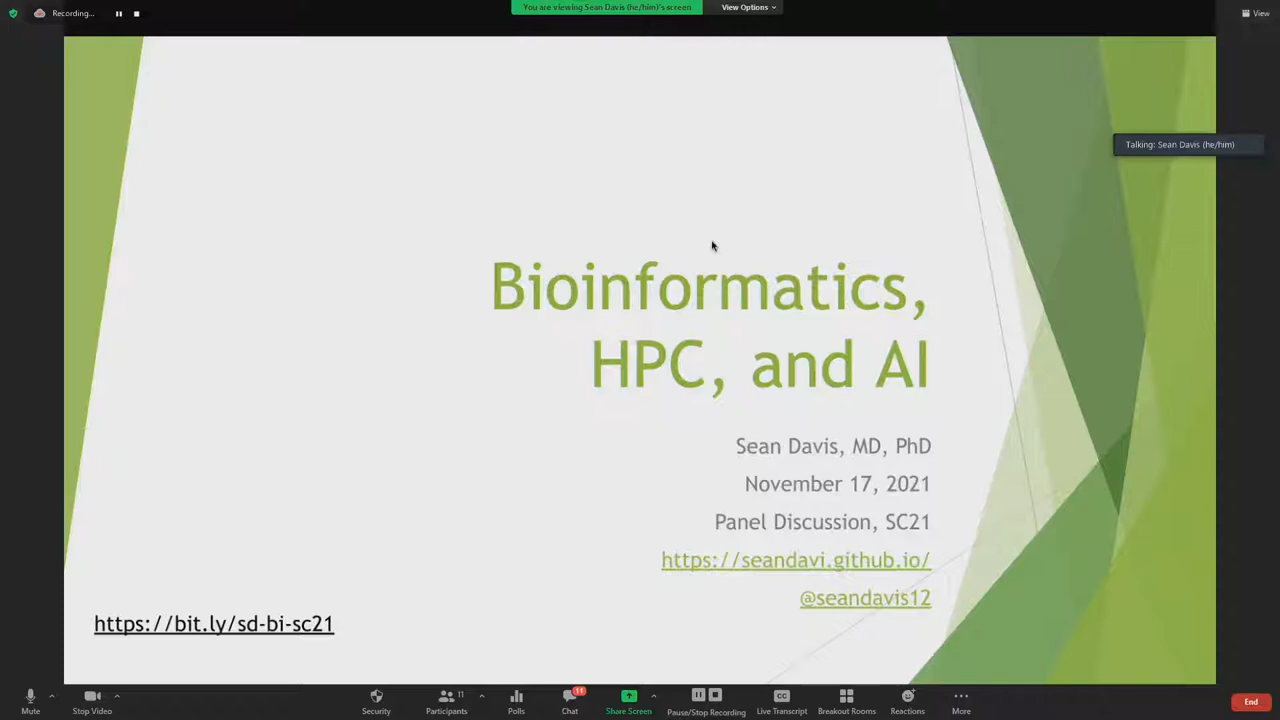 Recording...
You are viewing Sean Davis (he/him)'s screen
View Options
View
Talking: Sean Davis (he/him)
Bioinformatics,
HPC, and AI
Sean Davis, MD, PhD
November 17, 2021
Panel Discussion, SC21
https://seandavi.github.io/
@seandavis12
https://bit.ly/sd-bi-sc21
Mute
Stop Video
Security
Participants
11
Polls
Chat
11
Share Screen
Pause/Stop Recording
CC
Live Transcript
Breakout Rooms
Reactions
More
End